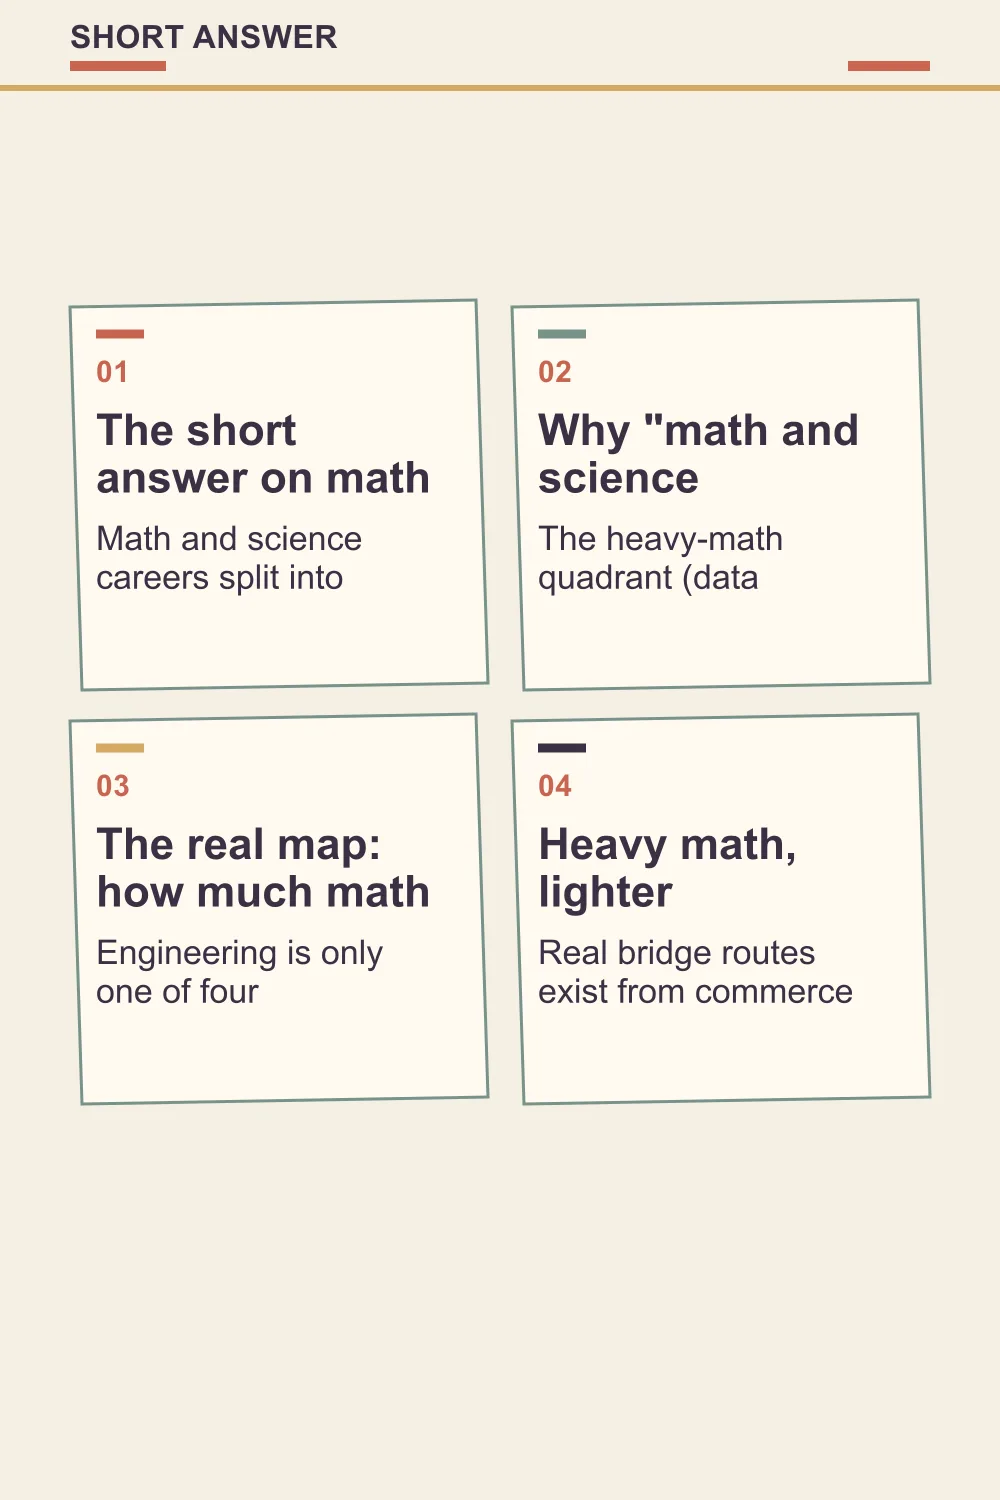 SHORT ANSWER
01
The short
answer on math
Math and science
careers split into
02
Why "math and
science
The heavy-math
quadrant (data
03
The real map:
how much math
Engineering is only
one of four
04
Heavy math,
lighter
Real bridge routes
exist from commerce